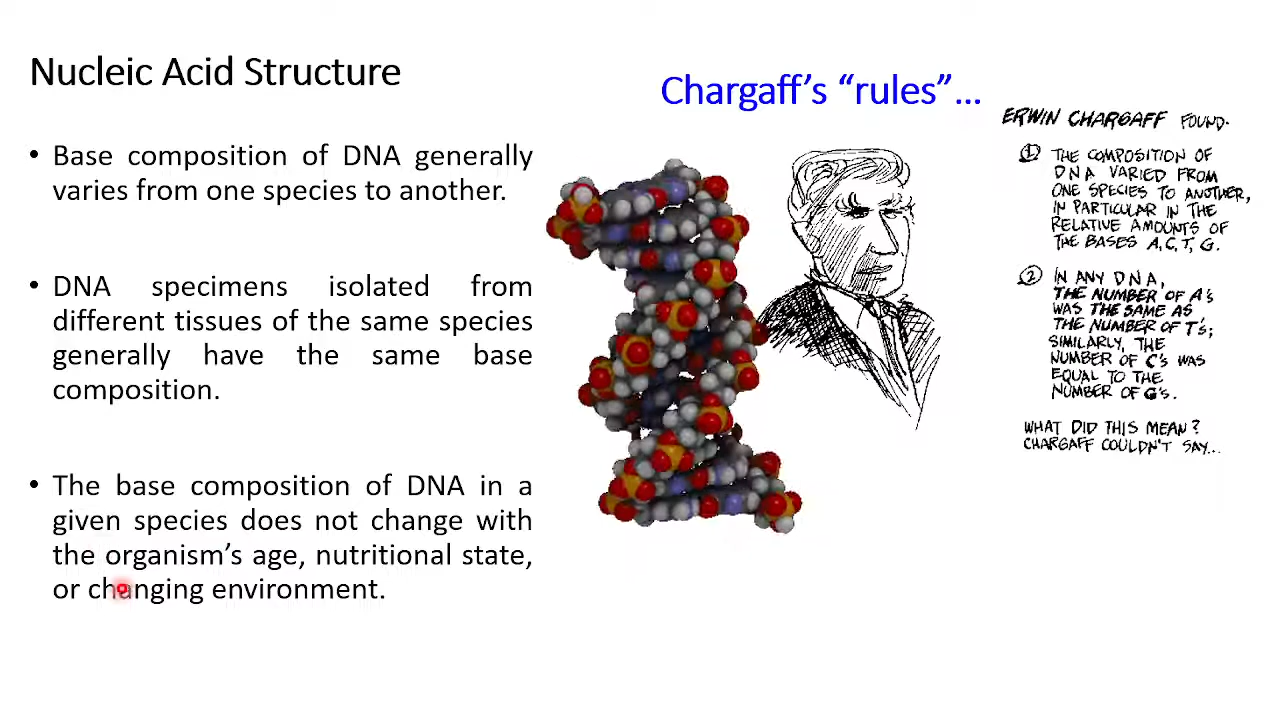 Nucleic Acid Structure
• Base composition of DNA generally
varies from one species to another.
• DNA specimens isolated from
different tissues of the same species
generally have the same base
composition.
• The base composition of DNA in a
given species does not change with
the organism’s age, nutritional state,
or changing environment.
Chargaff’s “rules”…
ERWIN CHARGAFF FOUND.
① THE COMPOSITION OF
DNA VARIED FROM
ONE SPECIES TO ANOTHER,
IN PARTICULAR IN THE
RELATIVE AMOUNTS OF
THE BASES A, C, T, G.
② IN ANY DNA,
THE NUMBER OF A's
WAS THE SAME AS
THE NUMBER OF T's;
SIMILARLY, THE
NUMBER OF C's WAS
EQUAL TO THE
NUMBER OF G's.
WHAT DID THIS MEAN?
CHARGAFF COULDN'T SAY...